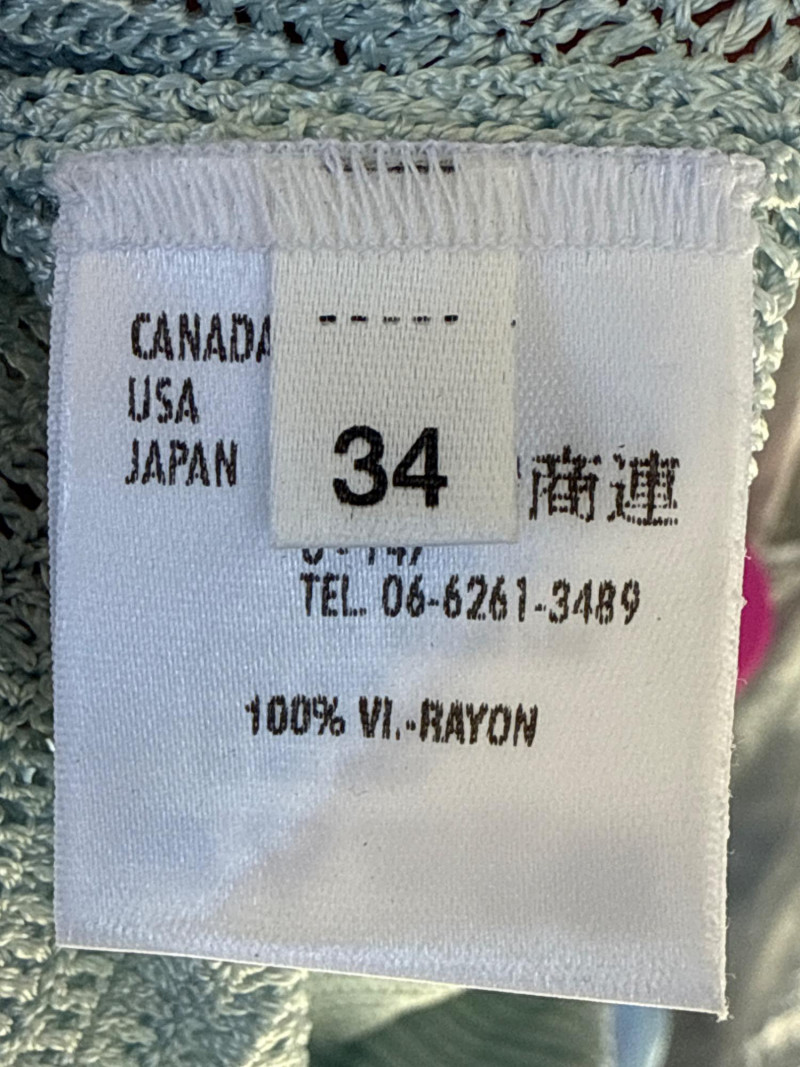 CANADA
USA
JAPAN
34
商連
TEL. 06-6261-3489
100% VI.-RAYON